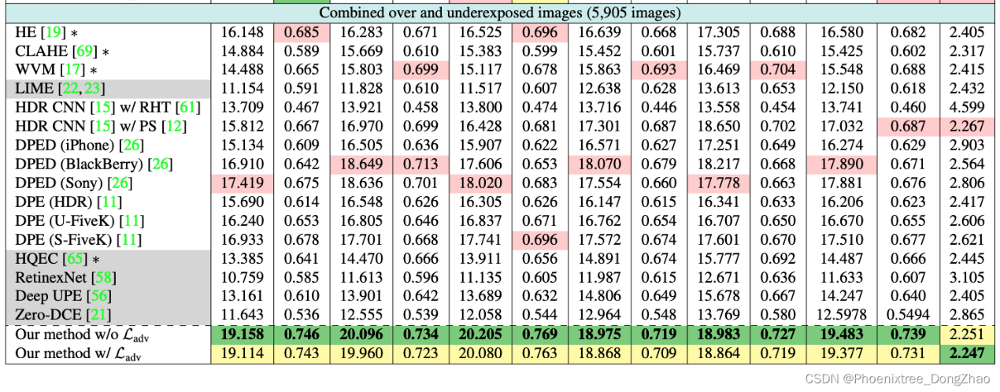 Combined over and underexposed images (5,905 images)
HE [19] * 16.148 0.685 16.283 0.671 16.525 0.696 16.639 0.668 17.305 0.688 16.580 0.682 2.405
CLAHE [69] * 14.884 0.589 15.669 0.610 15.383 0.599 15.452 0.601 15.737 0.610 15.425 0.602 2.317
WVM [17] * 14.488 0.665 15.803 0.699 15.117 0.678 15.863 0.693 16.469 0.704 15.548 0.688 2.415
LIME [22, 23] 11.154 0.591 11.828 0.610 11.517 0.607 12.638 0.628 13.613 0.653 12.150 0.618 2.432
HDR CNN [15] w/ RHT [61] 13.709 0.467 13.921 0.458 13.800 0.474 13.716 0.446 13.558 0.454 13.741 0.460 4.599
HDR CNN [15] w/ PS [12] 15.812 0.667 16.970 0.699 16.428 0.681 17.301 0.687 18.650 0.702 17.032 0.687 2.267
DPED (iPhone) [26] 15.134 0.609 16.505 0.636 15.907 0.622 16.571 0.627 17.251 0.649 16.274 0.629 2.903
DPED (BlackBerry) [26] 16.910 0.642 18.649 0.713 17.606 0.653 18.070 0.679 18.217 0.668 17.890 0.671 2.564
DPED (Sony) [26] 17.419 0.675 18.636 0.701 18.020 0.683 17.554 0.660 17.778 0.663 17.881 0.676 2.806
DPE (HDR) [11] 15.690 0.614 16.548 0.626 16.305 0.626 16.147 0.615 16.341 0.633 16.206 0.623 2.417
DPE (U-FiveK) [11] 16.240 0.653 16.805 0.646 16.837 0.671 16.762 0.654 16.707 0.650 16.670 0.655 2.606
DPE (S-FiveK) [11] 16.933 0.678 17.701 0.668 17.741 0.696 17.572 0.674 17.601 0.670 17.510 0.677 2.621
HQEC [65] * 13.385 0.641 14.470 0.666 13.911 0.656 14.891 0.674 15.777 0.692 14.487 0.666 2.445
RetinexNet [58] 10.759 0.585 11.613 0.596 11.135 0.605 11.987 0.615 12.671 0.636 11.633 0.607 3.105
Deep UPE [56] 13.161 0.610 13.901 0.642 13.689 0.632 14.806 0.649 15.678 0.667 14.247 0.640 2.405
Zero-DCE [21] 11.643 0.536 12.555 0.539 12.058 0.544 12.964 0.548 13.769 0.580 12.5978 0.5494 2.865
Our method w/o ℒadv 19.158 0.746 20.096 0.734 20.205 0.769 18.975 0.719 18.983 0.727 19.483 0.739 2.251
Our method w/ ℒadv 19.114 0.743 19.960 0.723 20.080 0.763 18.868 0.709 18.864 0.719 19.377 0.731 2.247
CSDN @Phoenixtree_DongZhao